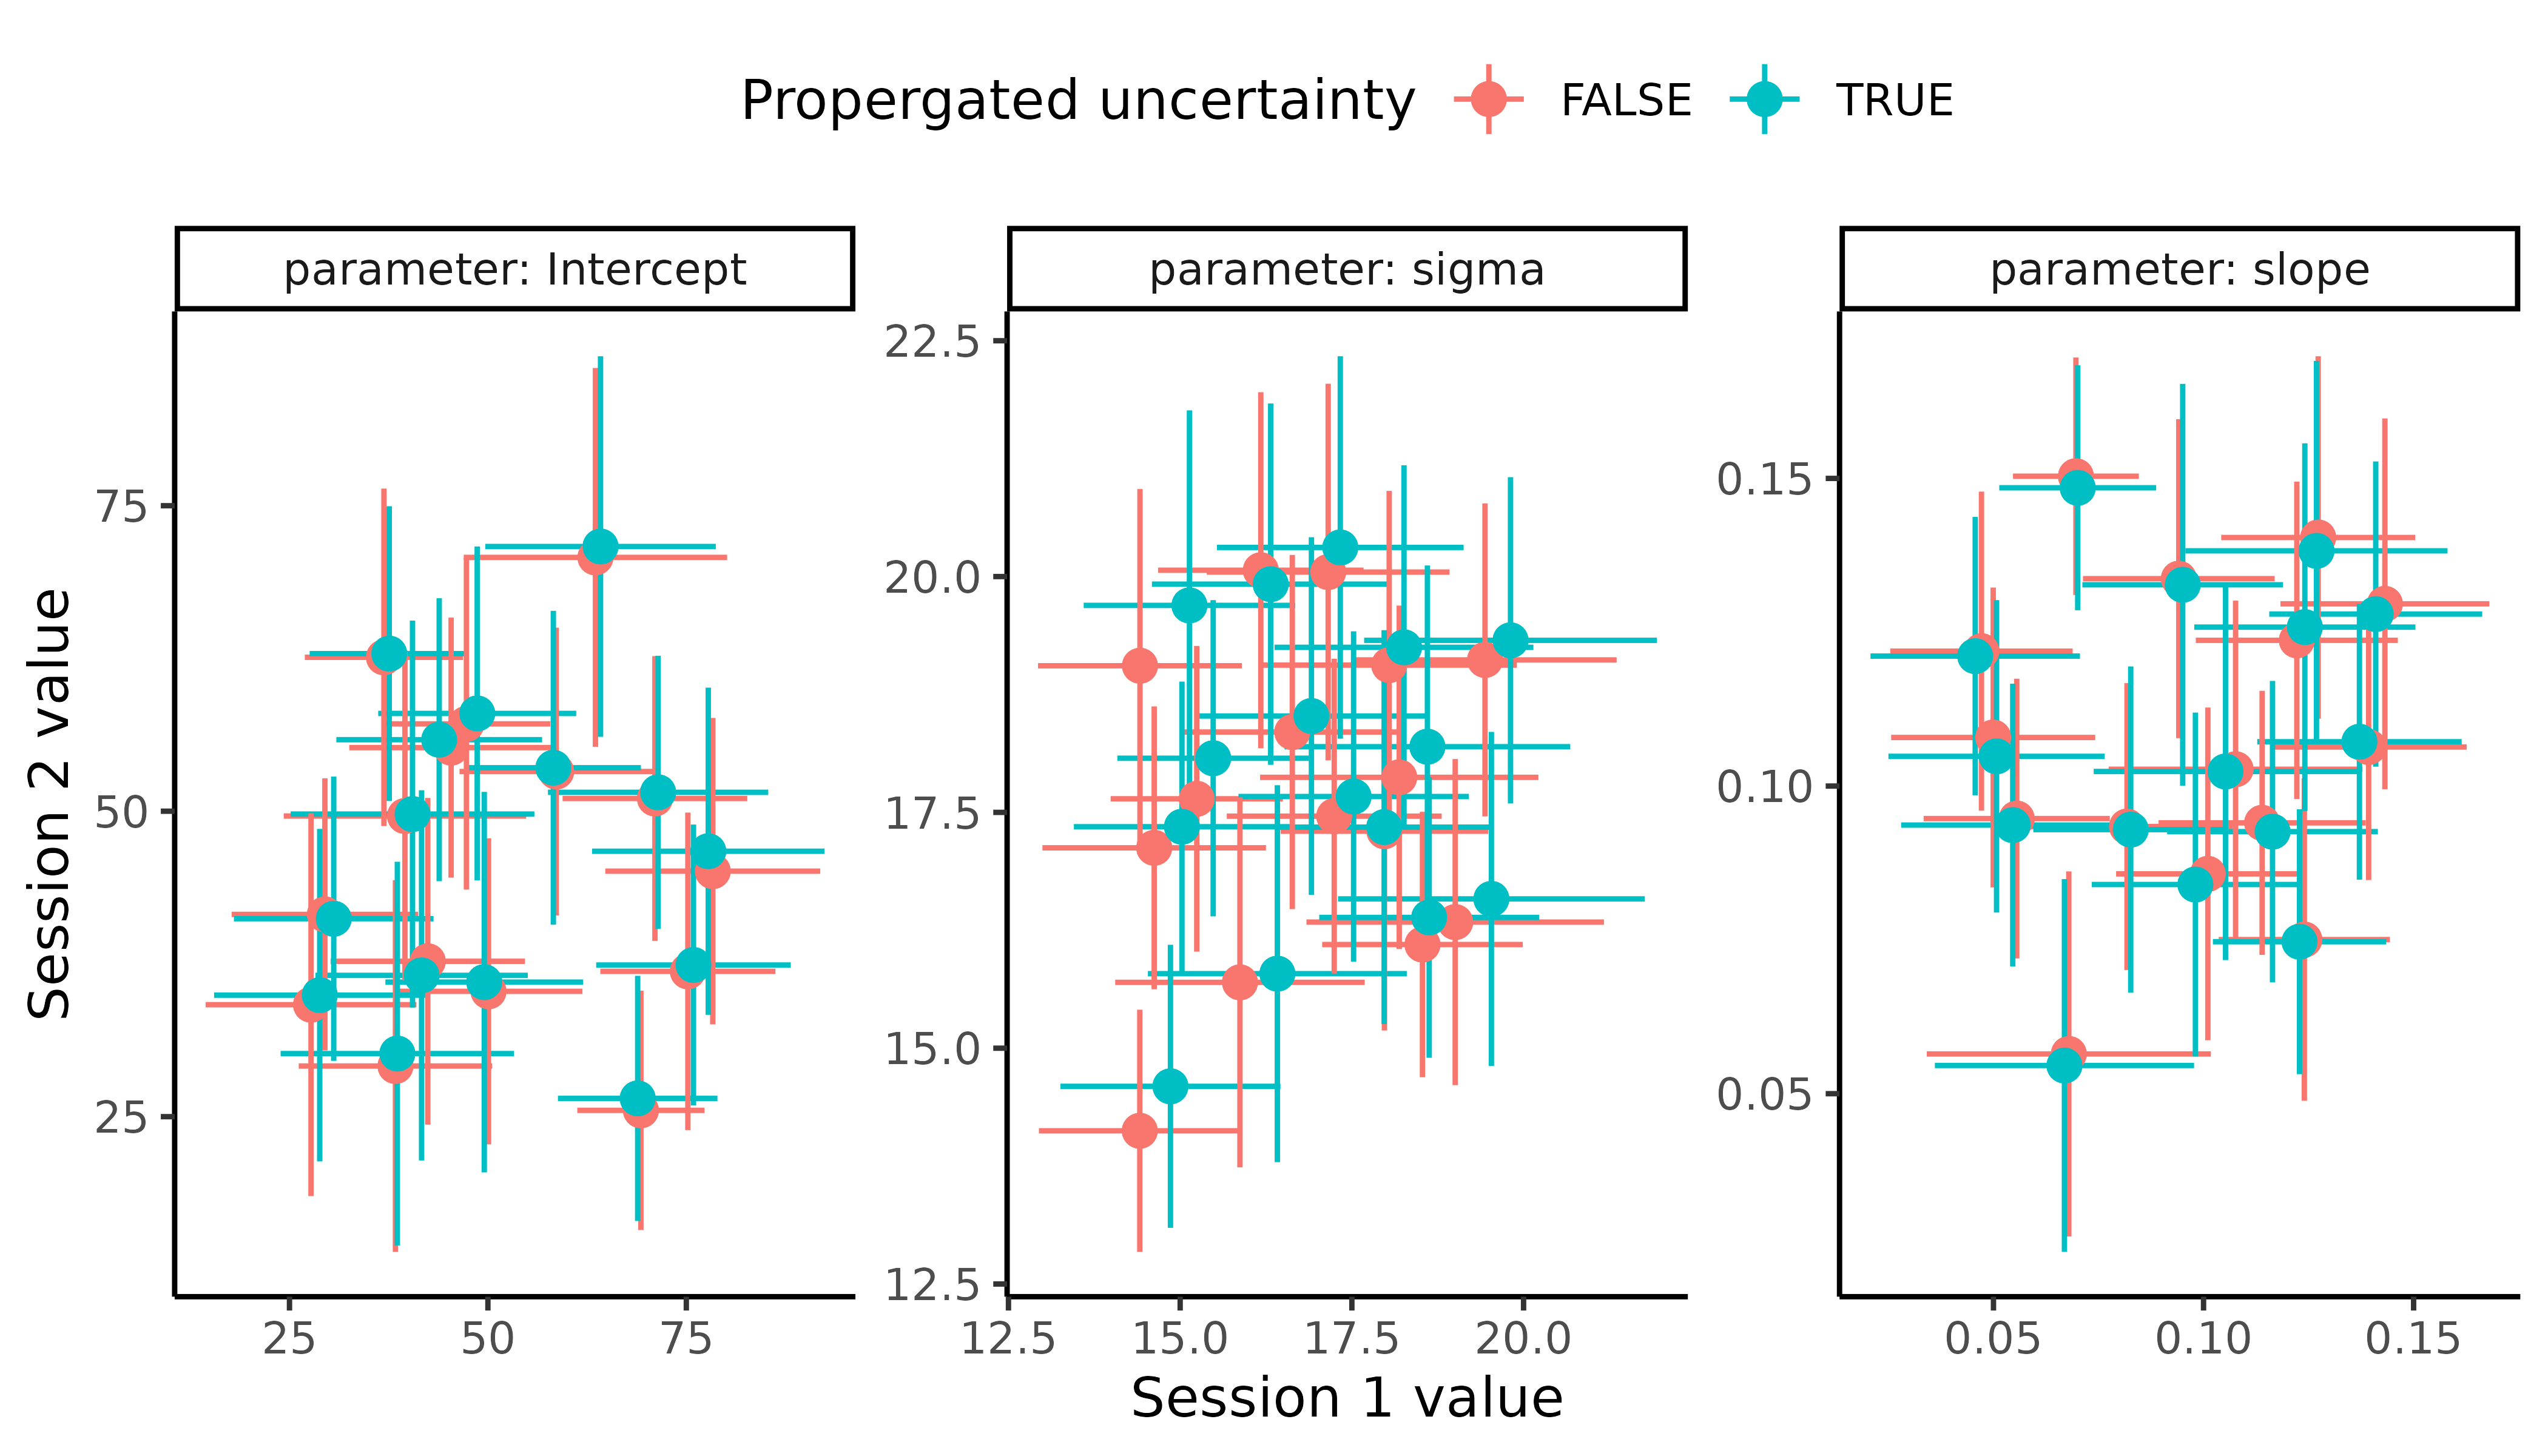 Propergated uncertainty FALSE TRUE
parameter: Intercept
parameter: sigma
parameter: slope
Session 2 value
75
50
25
22.5
20.0
17.5
15.0
12.5
0.15
0.10
0.05
25 50 75
12.5 15.0 17.5 20.0
0.05 0.10 0.15
Session 1 value